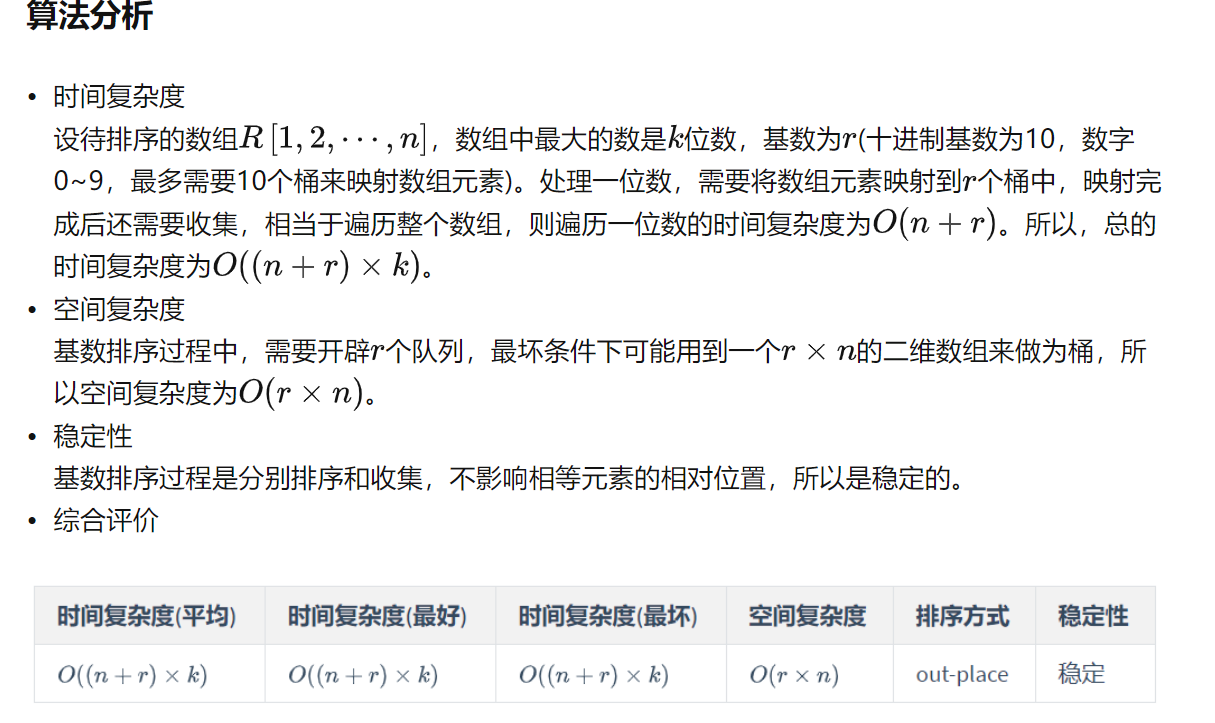 算法分析
• 时间复杂度
设待排序的数组R[1,2,⋯,n]，数组中最大的数是k位数，基数为r(十进制基数为10，数字
0~9，最多需要10个桶来映射数组元素)。处理一位数，需要将数组元素映射到r个桶中，映射完
成后还需要收集，相当于遍历整个数组，则遍历一位数的时间复杂度为O(n + r)。所以，总的
时间复杂度为O((n + r) × k)。
• 空间复杂度
基数排序过程中，需要开辟r个队列，最坏条件下可能用到一个r × n的二维数组来做为桶，所
以空间复杂度为O(r × n)。
• 稳定性
基数排序过程是分别排序和收集，不影响相等元素的相对位置，所以是稳定的。
• 综合评价
时间复杂度(平均) 时间复杂度(最好) 时间复杂度(最坏) 空间复杂度 排序方式 稳定性
O((n + r) × k) O((n + r) × k) O((n + r) × k) O(r × n) out-place 稳定